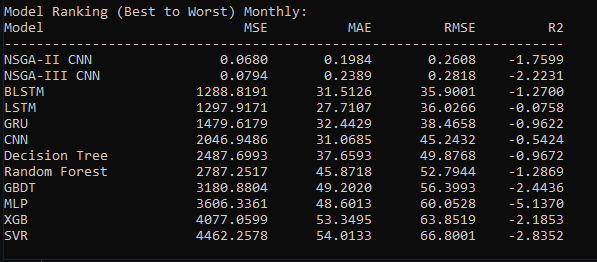 Model Ranking (Best to Worst) Monthly:
Model MSE MAE RMSE R2
--------------------------------------------------------------------------------
NSGA-II CNN 0.0680 0.1984 0.2608 -1.7599
NSGA-III CNN 0.0794 0.2389 0.2818 -2.2231
BLSTM 1288.8191 31.5126 35.9001 -1.2700
LSTM 1297.9171 27.7107 36.0266 -0.0758
GRU 1479.6179 32.4429 38.4658 -0.9622
CNN 2046.9486 31.0685 45.2432 -0.5424
Decision Tree 2487.6993 37.6593 49.8768 -0.9672
Random Forest 2787.2517 45.8718 52.7944 -1.2869
GBDT 3180.8804 49.2020 56.3993 -2.4436
MLP 3606.3361 48.6013 60.0528 -5.1370
XGB 4077.0599 53.3495 63.8519 -2.1853
SVR 4462.2578 54.0133 66.8001 -2.8352